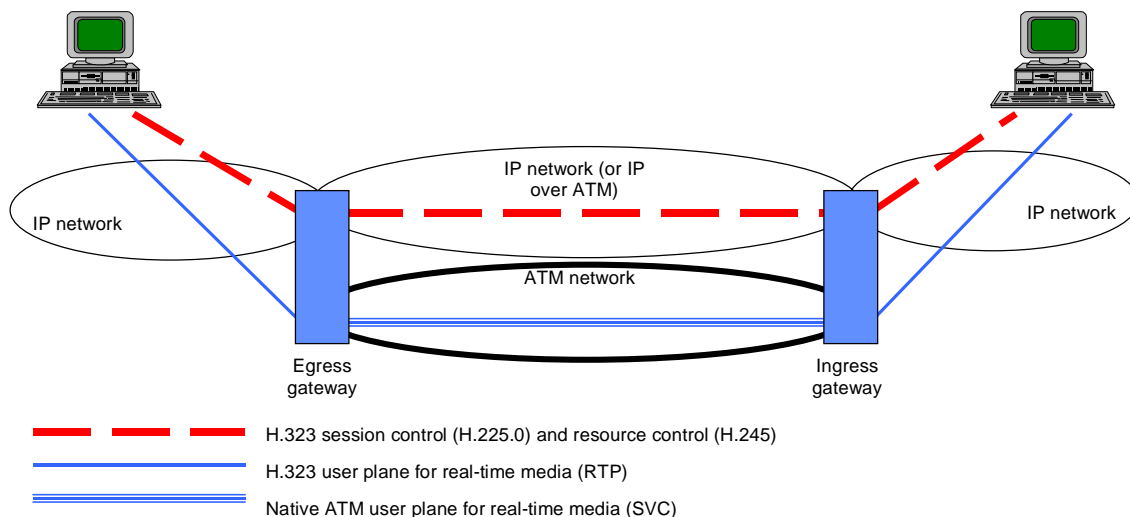 IP network (or IP
over ATM)
IP network
IP network
ATM network
Egress
gateway
Ingress
gateway
H.323 session control (H.225.0) and resource control (H.245)
H.323 user plane for real-time media (RTP)
Native ATM user plane for real-time media (SVC)